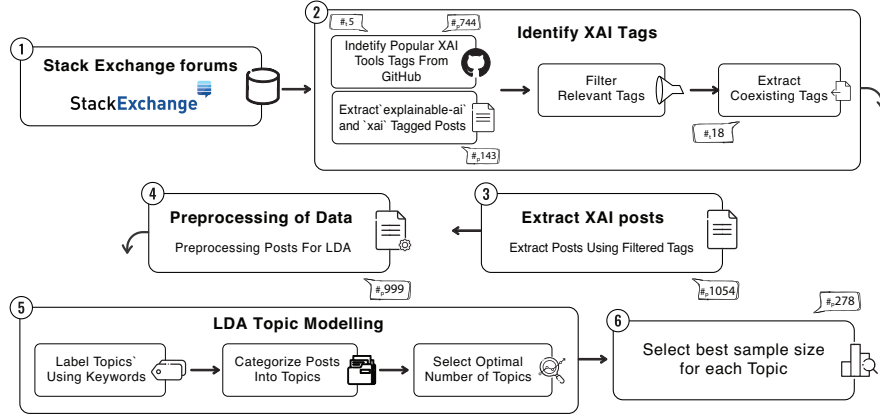 1
Stack Exchange forums
StackExchange
2
#t5
#p744
Identify XAI Tags
Indetify Popular XAI
Tools Tags From
GitHub
Extract`explainable-ai`
and `xai` Tagged Posts
#p143
Filter
Relevant Tags
Extract
Coexisting Tags
#t18
3
Extract XAI posts
Extract Posts Using Filtered Tags
#p1054
4
Preprocessing of Data
Preprocessing Posts For LDA
#p999
5
LDA Topic Modelling
Label Topics`
Using Keywords
Categorize Posts
Into Topics
Select Optimal
Number of Topics
6
#p278
Select best sample size
for each Topic